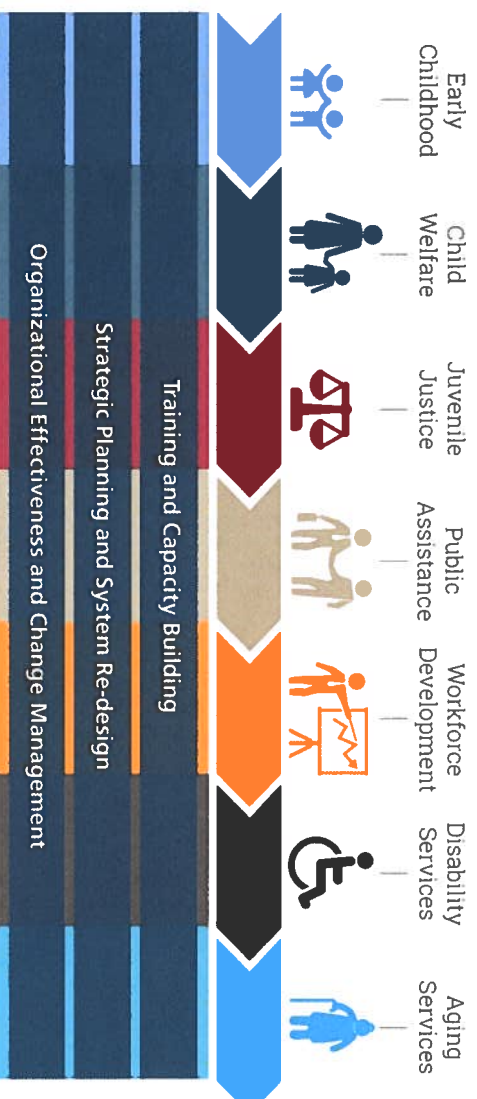 Early
Childhood
Child
Welfare
Juvenile
Justice
Public
Assistance
Workforce
Development
Disability
Services
Aging
Services
Training and Capacity Building
Strategic Planning and System Re-design
Organizational Effectiveness and Change Management